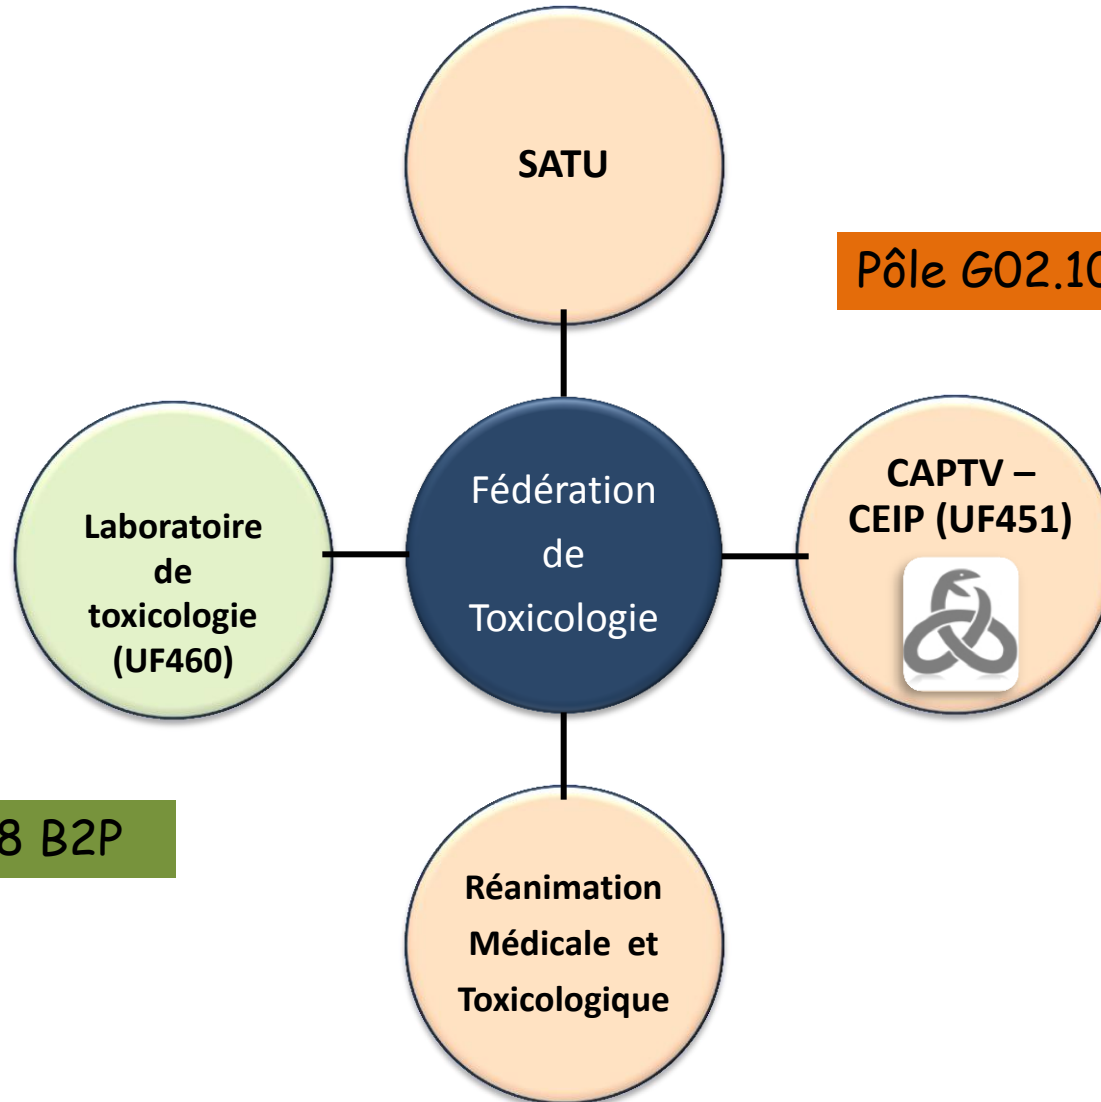 SATU
Pôle G02.10
Fédération
de
Toxicologie
CAPTV –
CEIP (UF451)
Laboratoire
de
toxicologie
(UF460)
8 B2P
Réanimation
Médicale et
Toxicologique